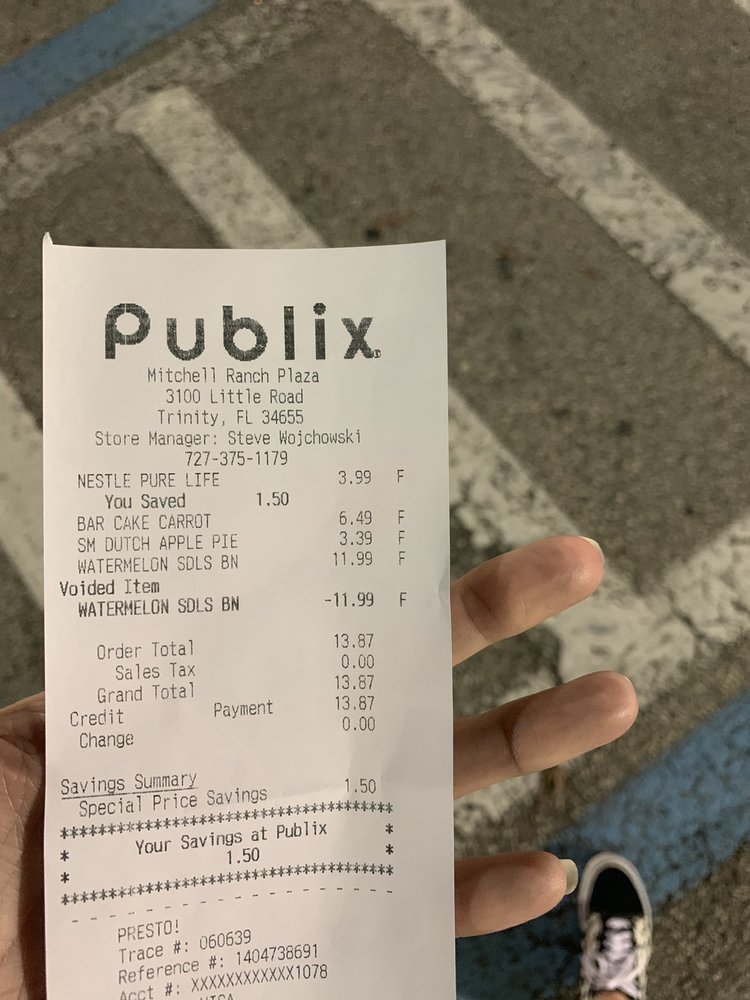 Publix
Mitchell Ranch Plaza
3100 Little Road
Trinity, FL 34655
Store Manager: Steve Wojchowski
727-375-1179
NESTLE PURE LIFE 3.99 F
You Saved 1.50
BAR CAKE CARROT 6.49 F
SM DUTCH APPLE PIE 3.39 F
WATERMELON SDLS BN 11.99 F
Voided Item
WATERMELON SDLS BN -11.99 F
Order Total 13.87
Sales Tax 0.00
Grand Total 13.87
Credit Payment 13.87
Change 0.00
Savings Summary
Special Price Savings 1.50
****************************************
* Your Savings at Publix *
* 1.50 *
****************************************
- - - - - - - - - - - - - - - - - - - -
PRESTO!
Trace #: 060639
Reference #: 1404738691
Acct #: XXXXXXXXXXXX1078
VISA